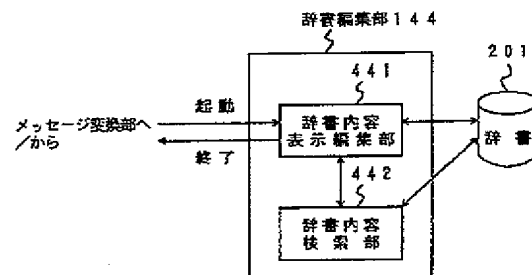 辞書編集部144
201
441
起動
メッセージ変換部へ
/から
辞書内容
表示編集部
辞書
終了
442
辞書内容
検索部